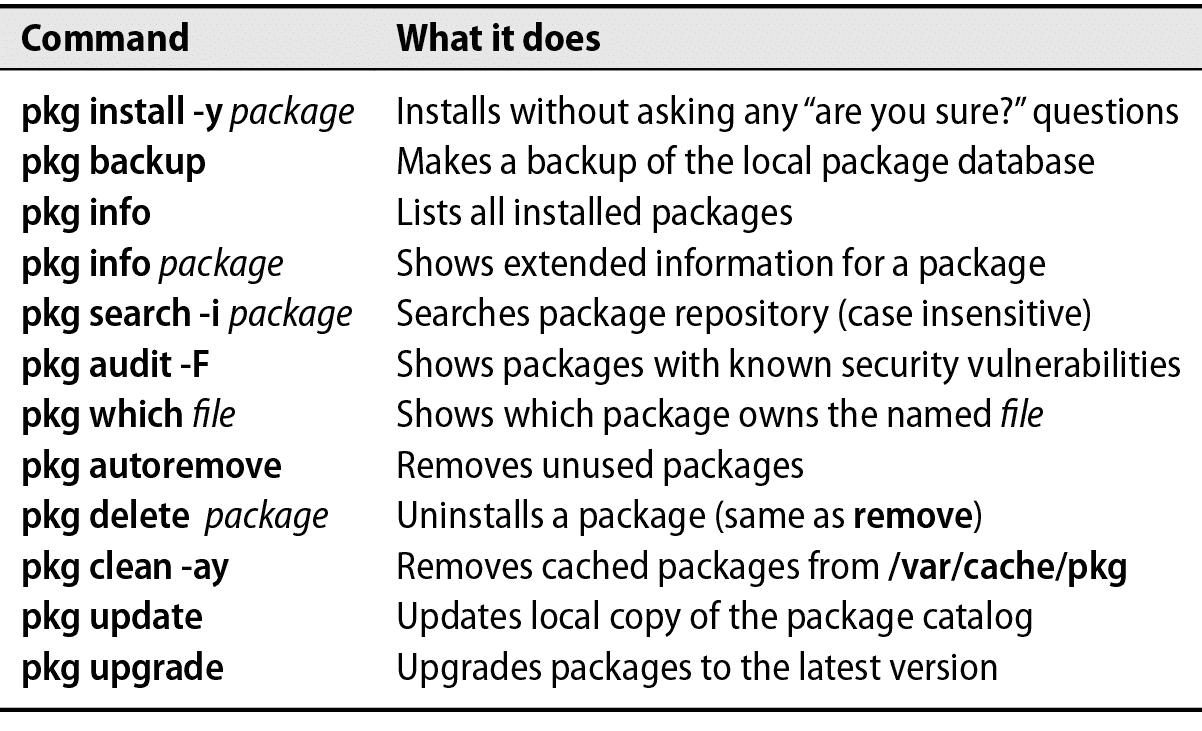 Command What it does
pkg install -y package Installs without asking any “are you sure?” questions
pkg backup Makes a backup of the local package database
pkg info Lists all installed packages
pkg info package Shows extended information for a package
pkg search -i package Searches package repository (case insensitive)
pkg audit -F Shows packages with known security vulnerabilities
pkg which file Shows which package owns the named file
pkg autoremove Removes unused packages
pkg delete package Uninstalls a package (same as remove)
pkg clean -ay Removes cached packages from /var/cache/pkg
pkg update Updates local copy of the package catalog
pkg upgrade Upgrades packages to the latest version